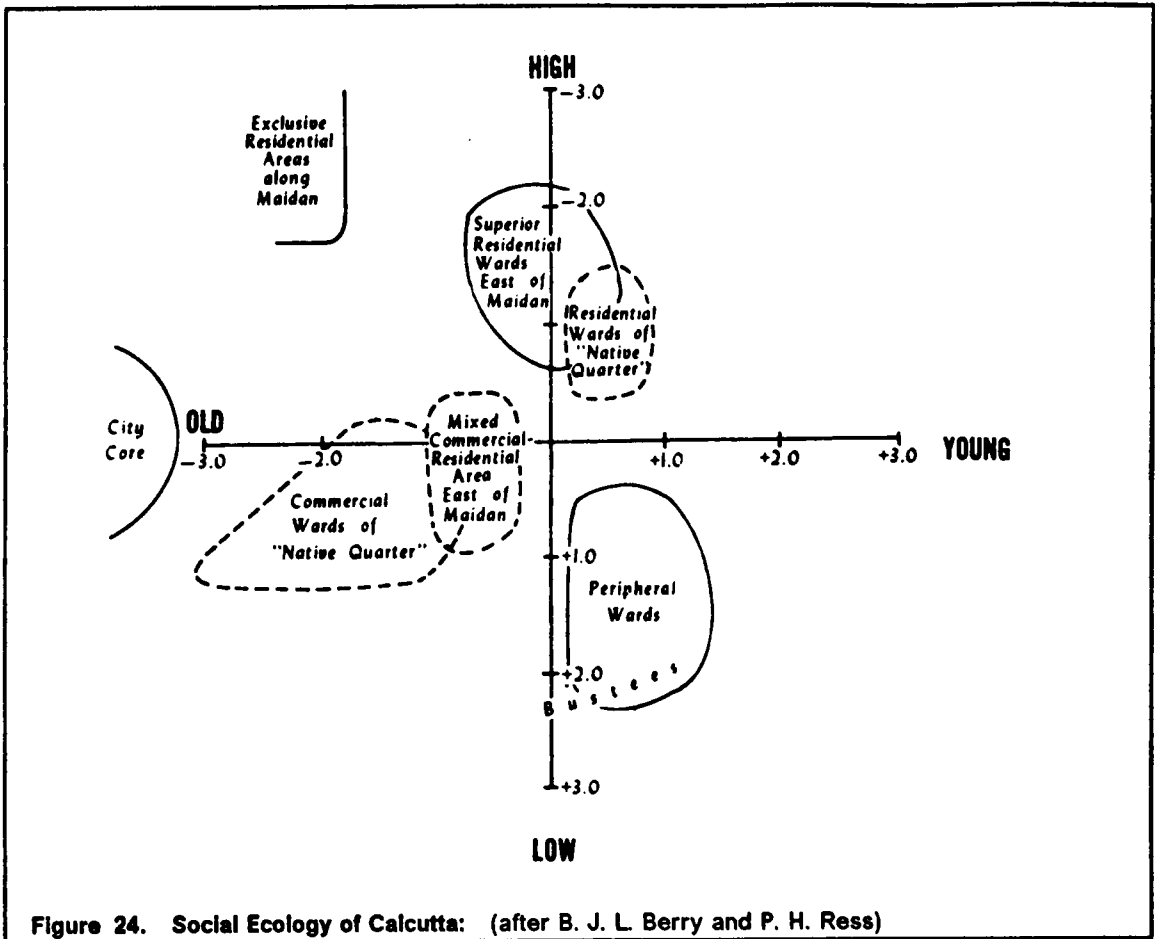 HIGH
-3.0
Exclusive
Residential
Areas
along
Maidan
-2.0
Superior
Residential
Wards
East of
Maidan
Residential
Wards of
"Native
Quarter"
City
Core
OLD
-3.0
-2.0
Mixed
Commercial-
Residential
Area
East of
Maidan
+1.0
+2.0
+3.0
YOUNG
Commercial
Wards of
"Native Quarter"
+1.0
Peripheral
Wards
+2.0
Bustees
+3.0
LOW
Figure 24. Social Ecology of Calcutta: (after B. J. L. Berry and P. H. Ress)